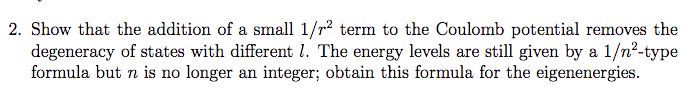 2. Show that the addition of a small 1/r² term to the Coulomb potential removes the
degeneracy of states with different l. The energy levels are still given by a 1/n²-type
formula but n is no longer an integer; obtain this formula for the eigenenergies.